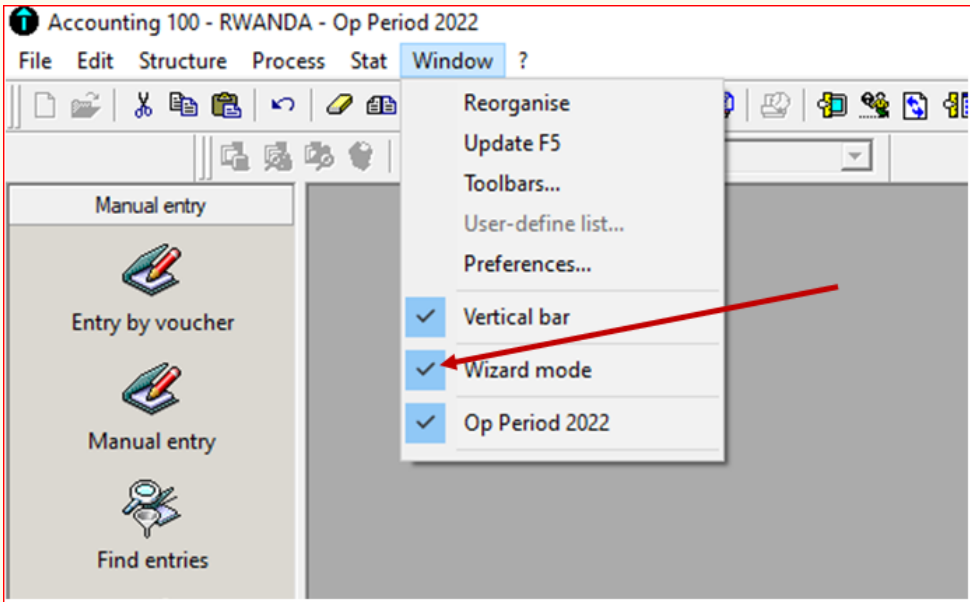 Accounting 100 - RWANDA - Op Period 2022
File Edit Structure Process Stat Window ?
Reorganise
Update F5
Toolbars...
User-define list...
Preferences...
Vertical bar
Wizard mode
Op Period 2022
Manual entry
Entry by voucher
Manual entry
Find entries